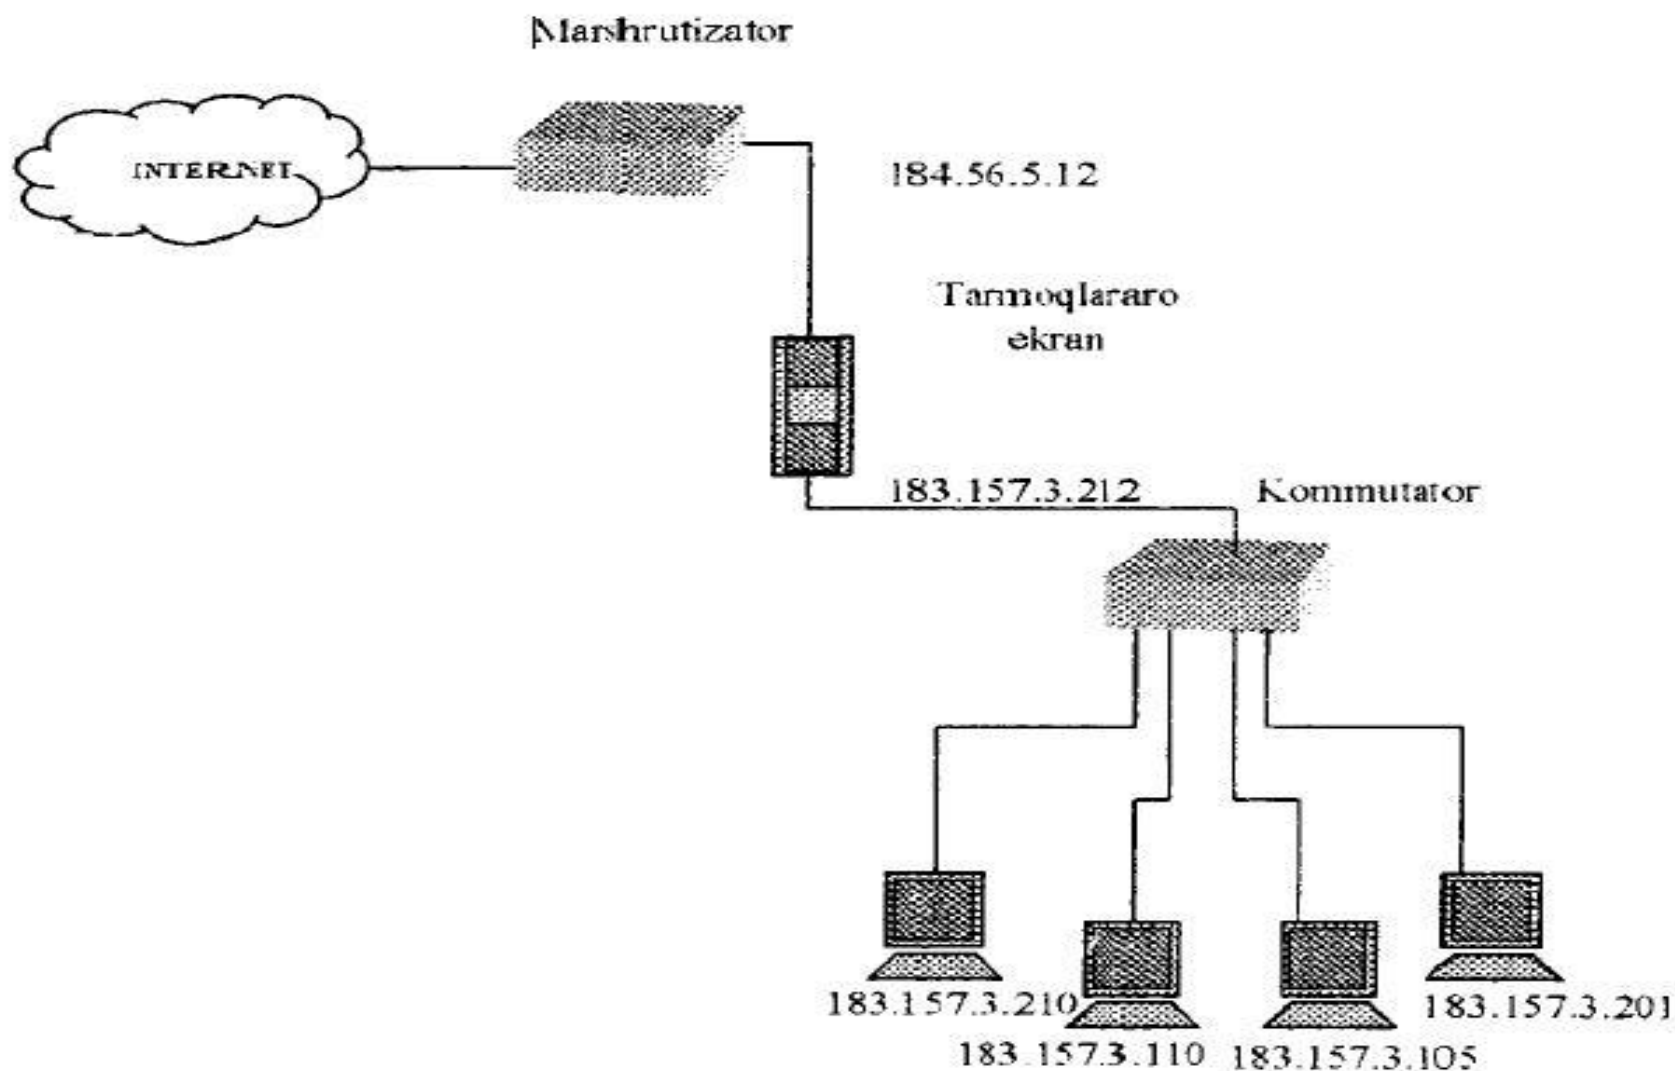 Marshrutizator
INTERNET
184.56.5.12
Tarmoqlararo
ekran
183.157.3.212
Kommutator
183.157.3.210
183.157.3.201
183.157.3.110
183.157.3.105